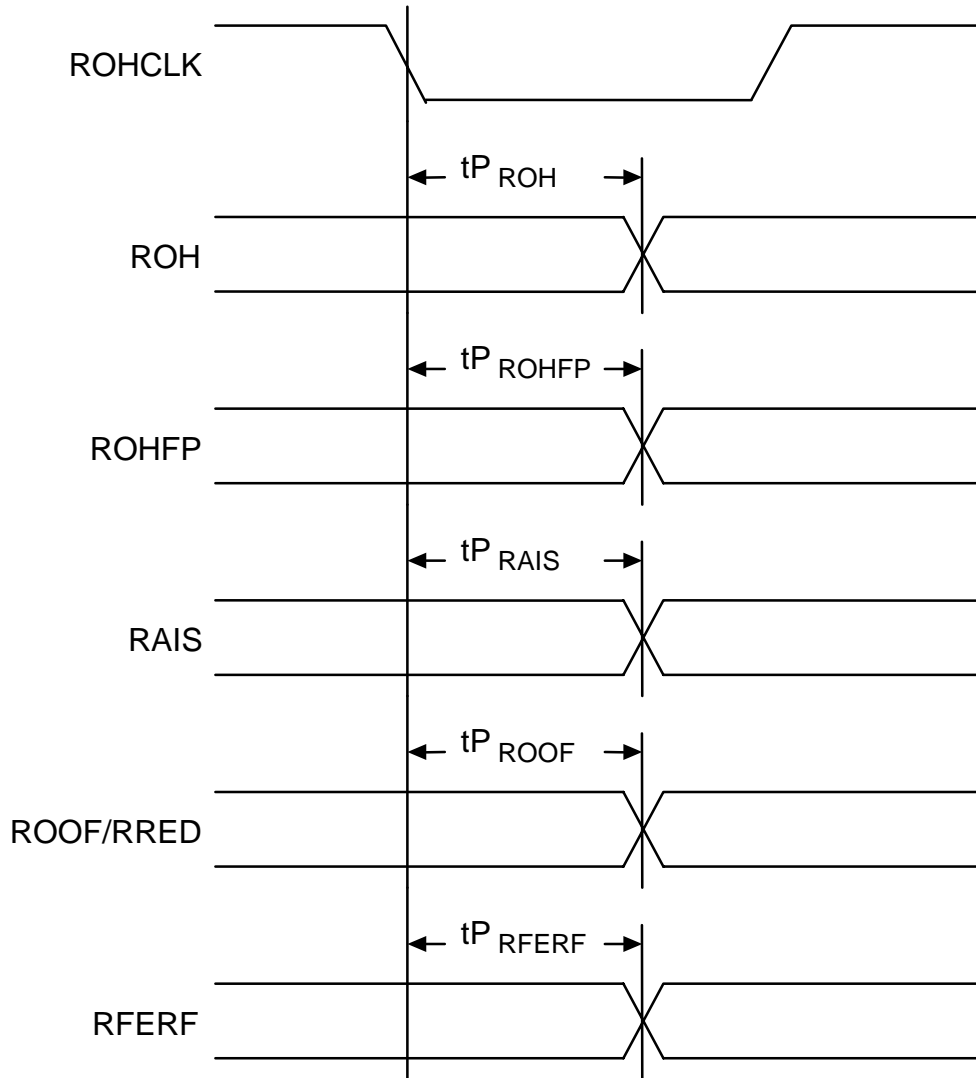 ROHCLK
tP ROH
ROH
tP ROHFP
ROHFP
tP RAIS
RAIS
tP ROOF
ROOF/RRED
tP RFERF
RFERF